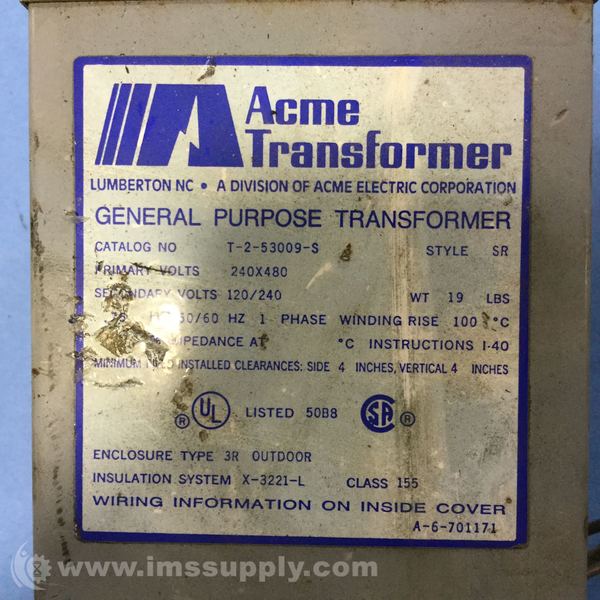 Acme
Transformer
LUMBERTON NC • A DIVISION OF ACME ELECTRIC CORPORATION
GENERAL PURPOSE TRANSFORMER
CATALOG NO T-2-53009-S STYLE SR
PRIMARY VOLTS 240X480
SECONDARY VOLTS 120/240 WT 19 LBS
50/60 HZ 1 PHASE WINDING RISE 100 °C
IMPEDANCE AT °C INSTRUCTIONS I-40
MINIMUM INSTALLED CLEARANCES: SIDE 4 INCHES, VERTICAL 4 INCHES
® UL LISTED 50B8 SA ®
ENCLOSURE TYPE 3R OUTDOOR
INSULATION SYSTEM X-3221-L CLASS 155
WIRING INFORMATION ON INSIDE COVER
A-6-701171
www.imssupply.com